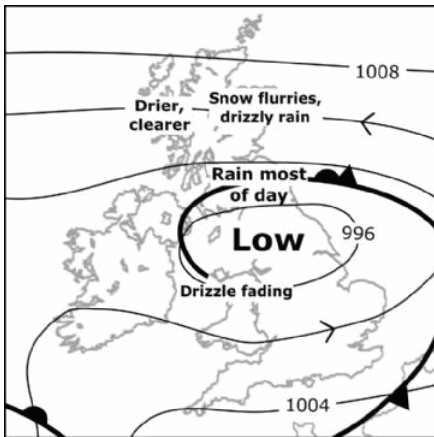 1008
Drier,
clearer
Snow flurries,
drizzly rain
Rain most
of day
Low
996
Drizzle fading
1004